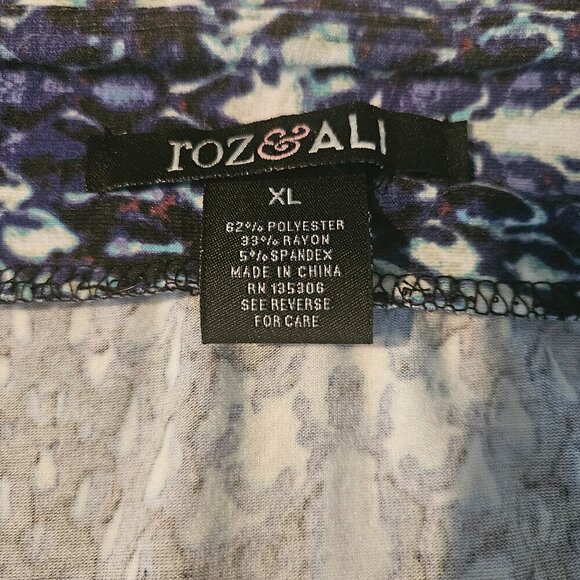 roz&ALI
XL
62% POLYESTER
33% RAYON
5% SPANDEX
MADE IN CHINA
RN 135306
SEE REVERSE
FOR CARE